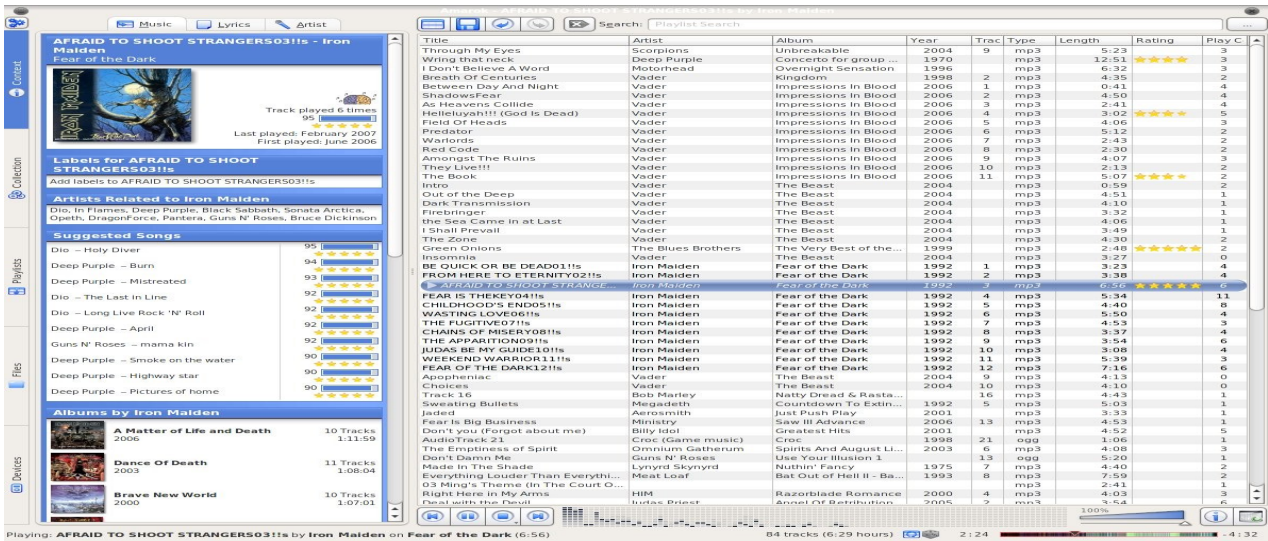 Amarok - AFRAID TO SHOOT STRANGERS03!!s by Iron Maiden
Music Lyrics Artist
Search: Playlist Search ...
Context
Collection
Playlists
Files
Devices
AFRAID TO SHOOT STRANGERS03!!s - Iron
Maiden
Fear of the Dark
IRON MAIDEN
Track played 6 times
95
Last played: February 2007
First played: June 2006
Labels for AFRAID TO SHOOT
STRANGERS03!!s
Add labels to AFRAID TO SHOOT STRANGERS03!!s
Artists Related to Iron Maiden
Dio, In Flames, Deep Purple, Black Sabbath, Sonata Arctica,
Opeth, DragonForce, Pantera, Guns N' Roses, Bruce Dickinson
Suggested Songs
Dio – Holy Diver 95
Deep Purple – Burn 94
Deep Purple – Mistreated 93
Dio – The Last in Line 92
Dio – Long Live Rock 'N' Roll 92
Deep Purple – April 92
Guns N' Roses – mama kin 92
Deep Purple – Smoke on the water 90
Deep Purple – Highway star 90
Deep Purple – Pictures of home 90
Albums by Iron Maiden
A Matter of Life and Death 10 Tracks
2006 1:11:59
Dance Of Death 11 Tracks
2003 1:08:04
Brave New World 10 Tracks
2000 1:07:01
Title Artist Album Year Trac Type Length Rating Play C
Through My Eyes Scorpions Unbreakable 2004 9 mp3 5:23 3
Wring that neck Deep Purple Concerto for group ... 1970 mp3 12:51 3
I Don't Believe A Word Motorhead Overnight Sensation 1996 mp3 6:32 3
Breath Of Centuries Vader Kingdom 1998 2 mp3 4:35 2
Between Day And Night Vader Impressions In Blood 2006 1 mp3 0:41 4
ShadowsFear Vader Impressions In Blood 2006 2 mp3 4:50 4
As Heavens Collide Vader Impressions In Blood 2006 3 mp3 2:41 4
Helleluyah!!! (God Is Dead) Vader Impressions In Blood 2006 4 mp3 3:02 5
Field Of Heads Vader Impressions In Blood 2006 5 mp3 4:06 3
Predator Vader Impressions In Blood 2006 6 mp3 5:12 2
Warlords Vader Impressions In Blood 2006 7 mp3 2:43 2
Red Code Vader Impressions In Blood 2006 8 mp3 2:30 2
Amongst The Ruins Vader Impressions In Blood 2006 9 mp3 4:07 3
They Live!!! Vader Impressions In Blood 2006 10 mp3 2:13 2
The Book Vader Impressions In Blood 2006 11 mp3 5:07 2
Intro Vader The Beast 2004 mp3 0:59 2
Out of the Deep Vader The Beast 2004 mp3 4:51 1
Dark Transmission Vader The Beast 2004 mp3 4:10 1
Firebringer Vader The Beast 2004 mp3 3:32 1
the Sea Came in at Last Vader The Beast 2004 mp3 4:06 1
I Shall Prevail Vader The Beast 2004 mp3 3:49 1
The Zone Vader The Beast 2004 mp3 4:30 2
Green Onions The Blues Brothers The Very Best of the... 1999 mp3 2:48 2
Insomnia Vader The Beast 2004 mp3 3:27 0
BE QUICK OR BE DEAD01!!s Iron Maiden Fear of the Dark 1992 1 mp3 3:23 4
FROM HERE TO ETERNITY02!!s Iron Maiden Fear of the Dark 1992 2 mp3 3:38 4
AFRAID TO SHOOT STRANGE... Iron Maiden Fear of the Dark 1992 3 mp3 6:56 6
FEAR IS THEKEY04!!s Iron Maiden Fear of the Dark 1992 4 mp3 5:34 11
CHILDHOOD'S END05!!s Iron Maiden Fear of the Dark 1992 5 mp3 4:40 8
WASTING LOVE06!!s Iron Maiden Fear of the Dark 1992 6 mp3 5:50 4
THE FUGITIVE07!!s Iron Maiden Fear of the Dark 1992 7 mp3 4:53 3
CHAINS OF MISERY08!!s Iron Maiden Fear of the Dark 1992 8 mp3 3:37 4
THE APPARITION09!!s Iron Maiden Fear of the Dark 1992 9 mp3 3:54 6
JUDAS BE MY GUIDE10!!s Iron Maiden Fear of the Dark 1992 10 mp3 3:08 4
WEEKEND WARRIOR11!!s Iron Maiden Fear of the Dark 1992 11 mp3 5:39 3
FEAR OF THE DARK12!!s Iron Maiden Fear of the Dark 1992 12 mp3 7:16 6
Apopheniac Vader The Beast 2004 9 mp3 4:13 0
Choices Vader The Beast 2004 10 mp3 4:10 0
Track 16 Bob Marley Natty Dread & Rasta... 16 mp3 4:43 1
Sweating Bullets Megadeth Countdown To Extin... 1992 5 mp3 5:03 1
Jaded Aerosmith Just Push Play 2001 mp3 3:33 1
Fear Is Big Business Ministry Saw III Advance 2006 13 mp3 4:53 1
Don't you (Forgot about me) Billy Idol Greatest Hits 2001 mp3 4:52 5
AudioTrack 21 Croc (Game music) Croc 1998 21 ogg 1:06 1
The Emptiness of Spirit Omnium Gatherum Spirits And August Li... 2003 6 mp3 4:08 3
Don't Damn Me Guns N' Roses Use Your Illusion 1 13 ogg 5:20 1
Made In The Shade Lynyrd Skynyrd Nuthin' Fancy 1975 7 mp3 4:40 2
Everything Louder Than Everythi... Meat Loaf Bat Out of Hell II - Ba... 1993 8 mp3 7:59 2
03 Ming's Theme (In The Court O... mp3 2:41 1
Right Here in My Arms HIM Razorblade Romance 2000 4 mp3 4:03 3
Deal with the Devil Judas Priest Angel Of Retribution 2005 2 mp3 3:54 6
100%
Playing: AFRAID TO SHOOT STRANGERS03!!s by Iron Maiden on Fear of the Dark (6:56) 84 tracks (6:29 hours) 2:24 -4:32